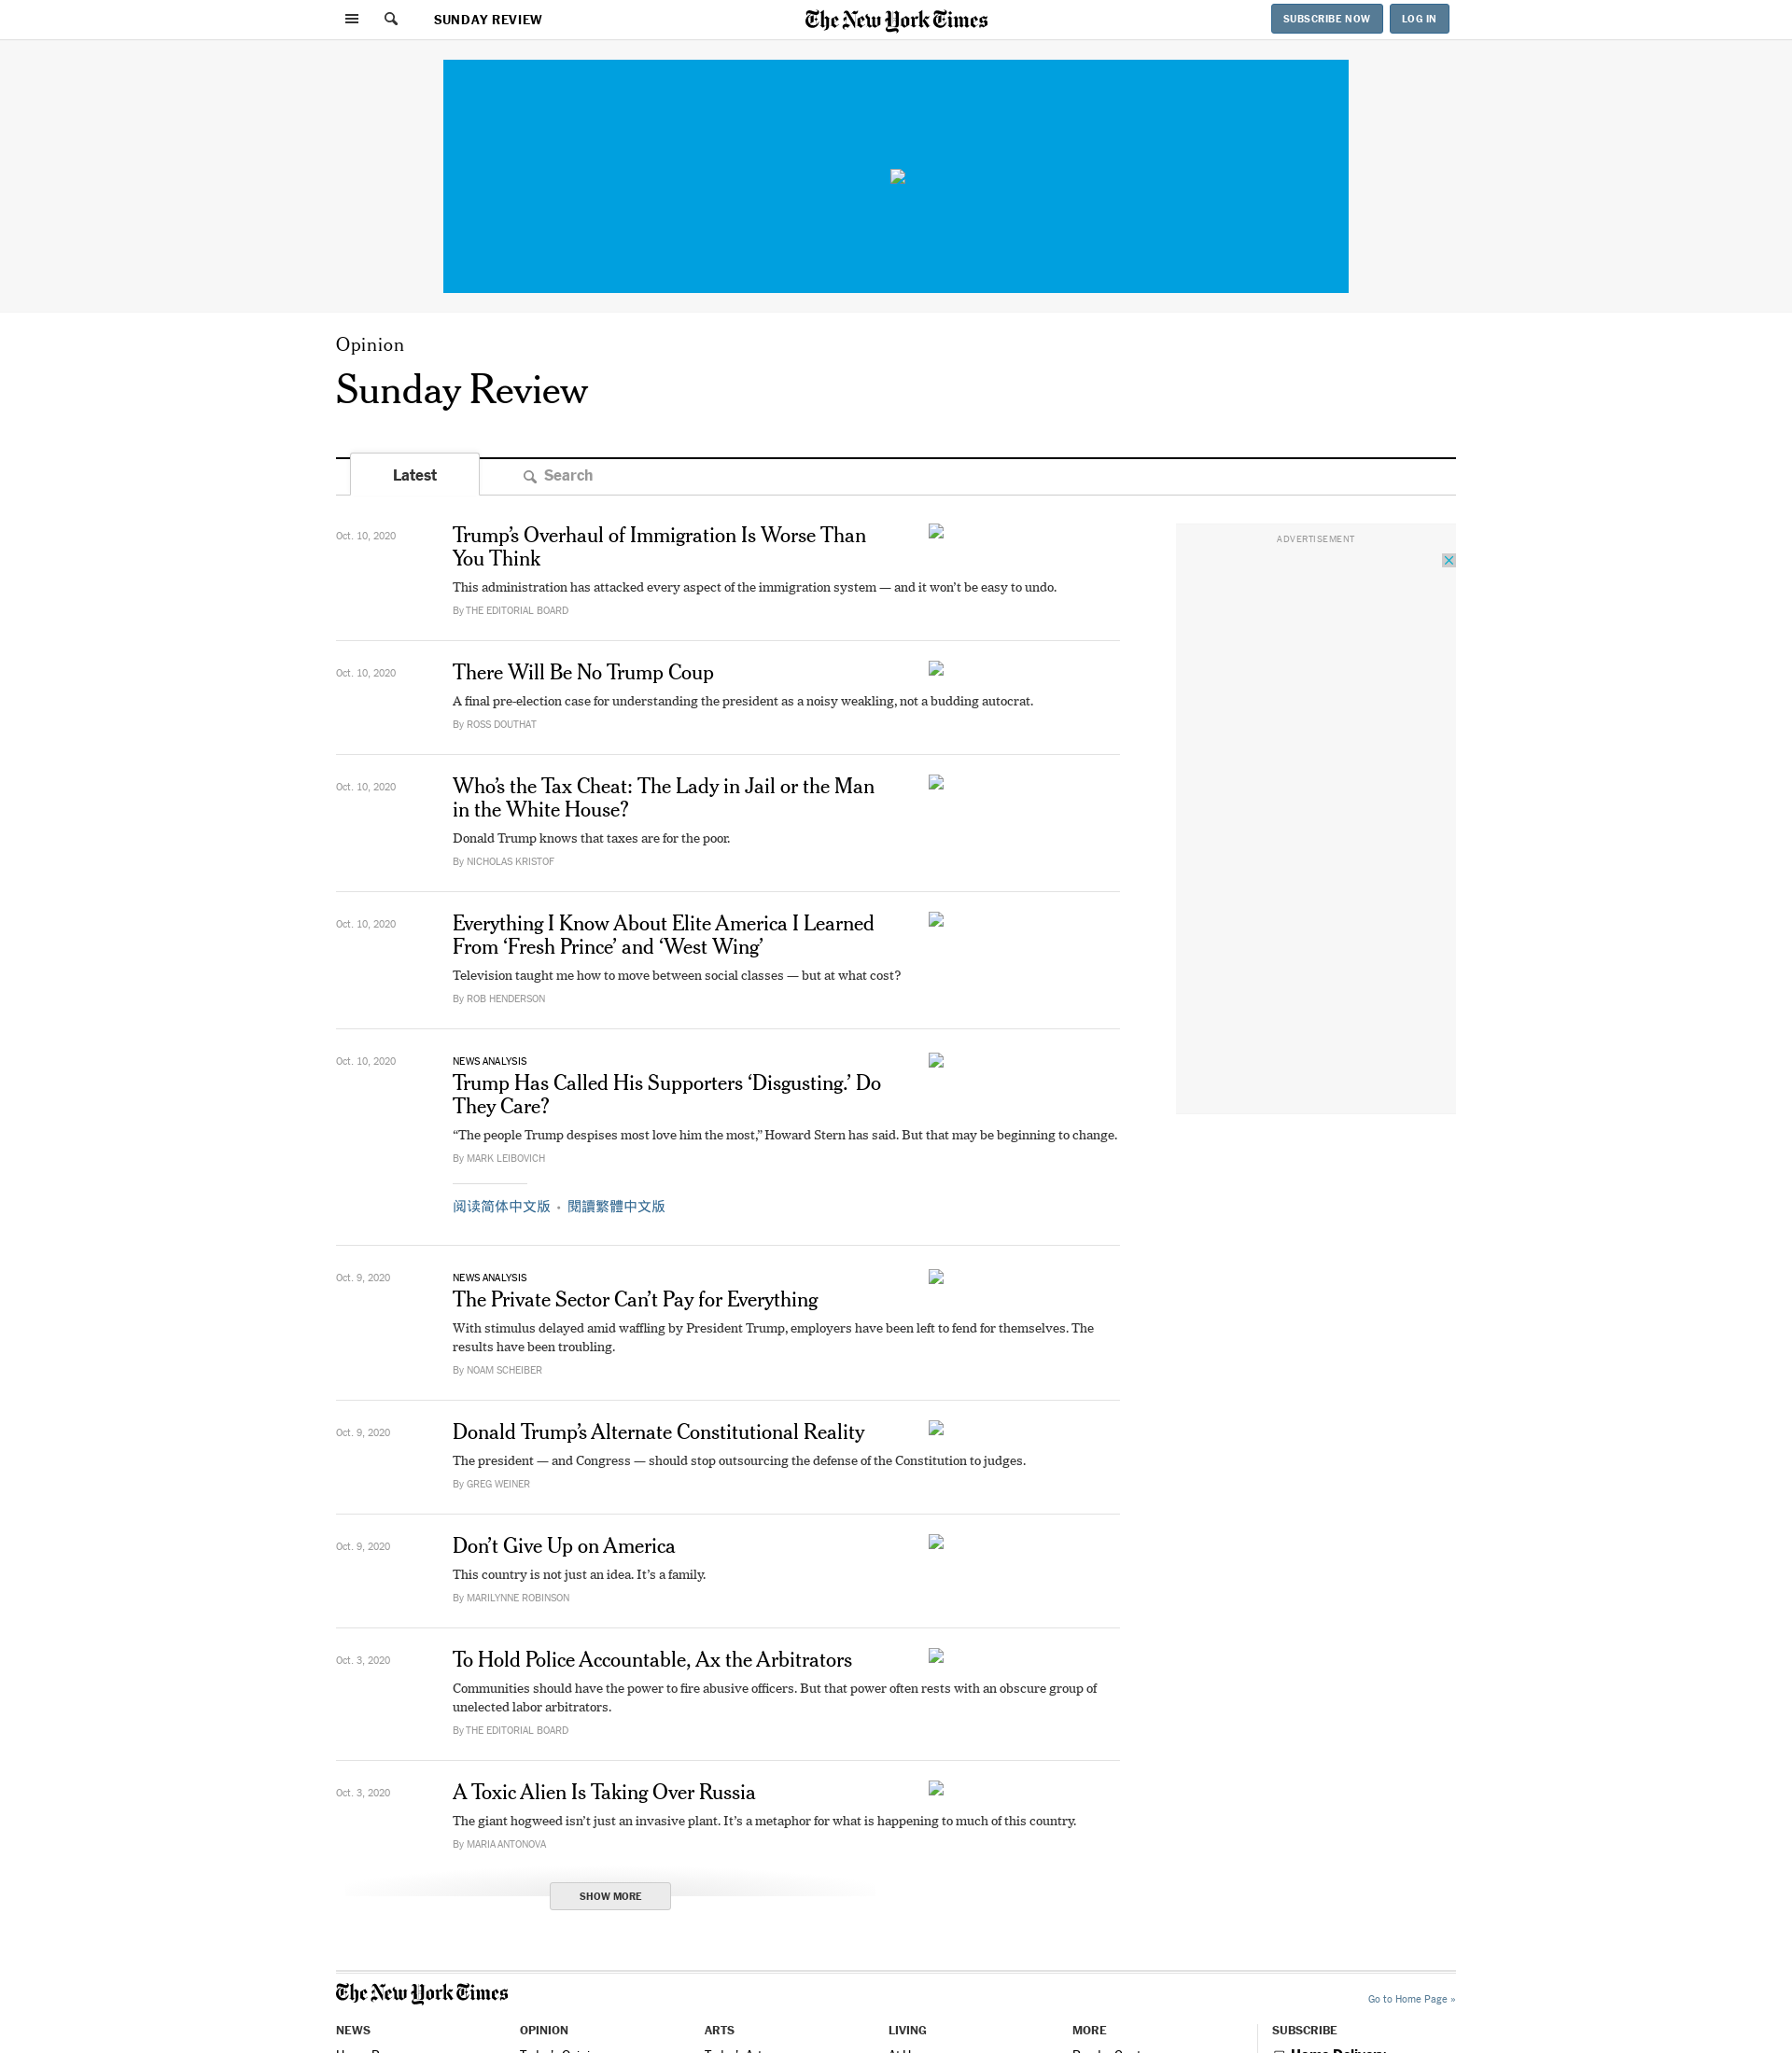 SUNDAY REVIEW
The New York Times
SUBSCRIBE NOW
LOG IN
Opinion
Sunday Review
Latest
Search
Oct. 10, 2020
Trump’s Overhaul of Immigration Is Worse Than
You Think
This administration has attacked every aspect of the immigration system — and it won’t be easy to undo.
By THE EDITORIAL BOARD
ADVERTISEMENT
Oct. 10, 2020
There Will Be No Trump Coup
A final pre-election case for understanding the president as a noisy weakling, not a budding autocrat.
By ROSS DOUTHAT
Oct. 10, 2020
Who’s the Tax Cheat: The Lady in Jail or the Man
in the White House?
Donald Trump knows that taxes are for the poor.
By NICHOLAS KRISTOF
Oct. 10, 2020
Everything I Know About Elite America I Learned
From ‘Fresh Prince’ and ‘West Wing’
Television taught me how to move between social classes — but at what cost?
By ROB HENDERSON
Oct. 10, 2020
NEWS ANALYSIS
Trump Has Called His Supporters ‘Disgusting.’ Do
They Care?
“The people Trump despises most love him the most,” Howard Stern has said. But that may be beginning to change.
By MARK LEIBOVICH
阅读简体中文版 • 閱讀繁體中文版
Oct. 9, 2020
NEWS ANALYSIS
The Private Sector Can’t Pay for Everything
With stimulus delayed amid waffling by President Trump, employers have been left to fend for themselves. The
results have been troubling.
By NOAM SCHEIBER
Oct. 9, 2020
Donald Trump’s Alternate Constitutional Reality
The president — and Congress — should stop outsourcing the defense of the Constitution to judges.
By GREG WEINER
Oct. 9, 2020
Don’t Give Up on America
This country is not just an idea. It’s a family.
By MARILYNNE ROBINSON
Oct. 3, 2020
To Hold Police Accountable, Ax the Arbitrators
Communities should have the power to fire abusive officers. But that power often rests with an obscure group of
unelected labor arbitrators.
By THE EDITORIAL BOARD
Oct. 3, 2020
A Toxic Alien Is Taking Over Russia
The giant hogweed isn’t just an invasive plant. It’s a metaphor for what is happening to much of this country.
By MARIA ANTONOVA
SHOW MORE
The New York Times
Go to Home Page »
NEWS
OPINION
ARTS
LIVING
MORE
SUBSCRIBE
Home Delivery